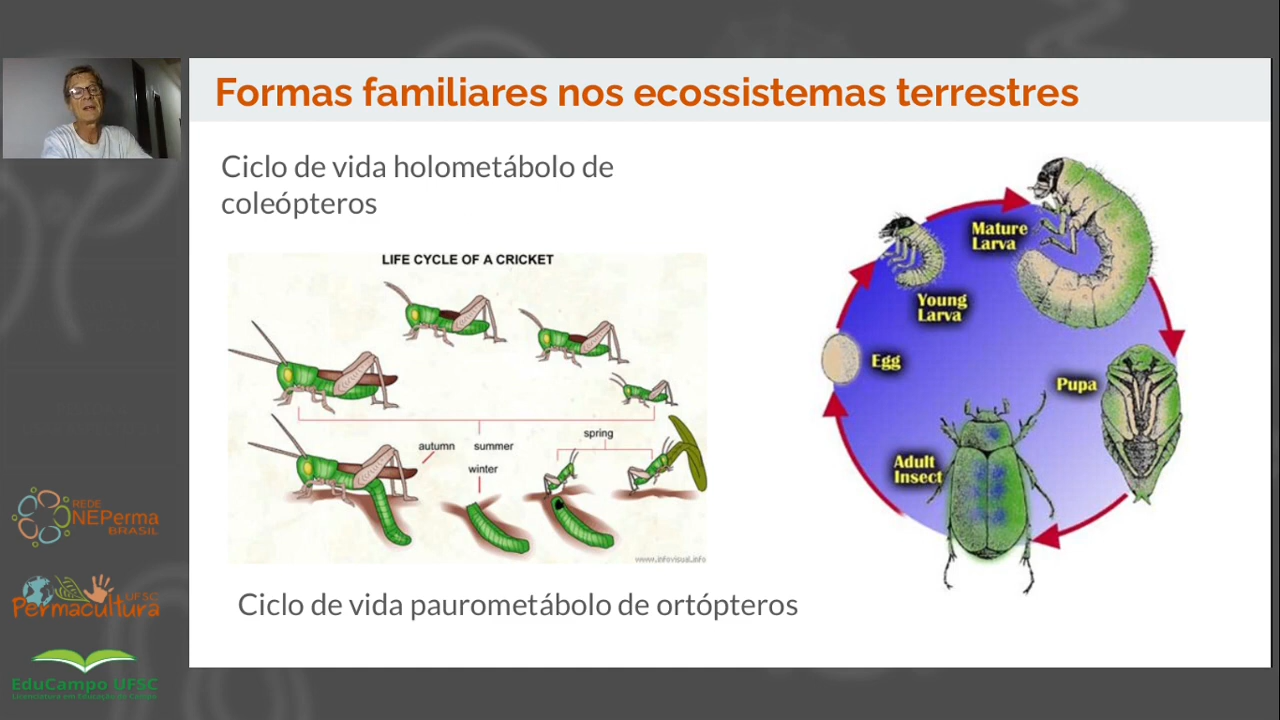 Formas familiares nos ecossistemas terrestres
Ciclo de vida holometábolo de
coleópteros
LIFE CYCLE OF A CRICKET
autumn
summer
winter
spring
www.infovisual.info
Mature
Larva
Young
Larva
Egg
Pupa
Adult
Insect
Ciclo de vida paurometábolo de ortópteros
REDE
NEPerma
BRASIL
UFSC
Permacultura
EduCampo UFSC
Licenciatura em Educação do Campo